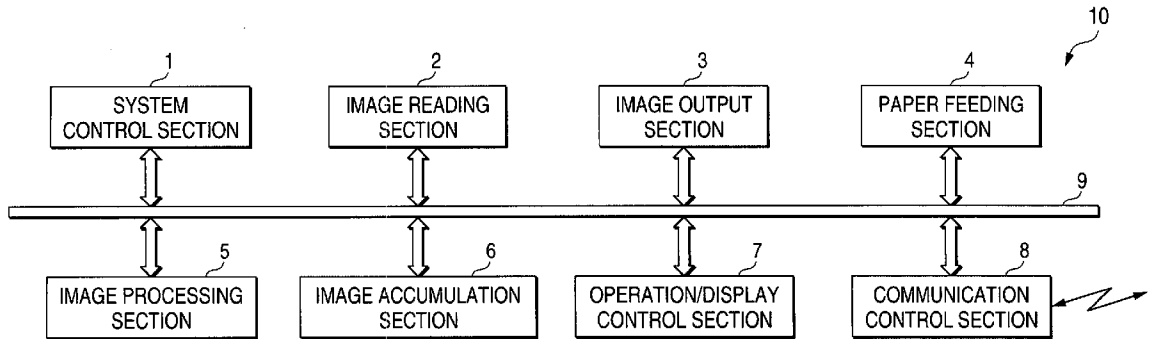 10
1
2
3
4
SYSTEM
CONTROL SECTION
IMAGE READING
SECTION
IMAGE OUTPUT
SECTION
PAPER FEEDING
SECTION
9
5
6
7
8
IMAGE PROCESSING
SECTION
IMAGE ACCUMULATION
SECTION
OPERATION/DISPLAY
CONTROL SECTION
COMMUNICATION
CONTROL SECTION